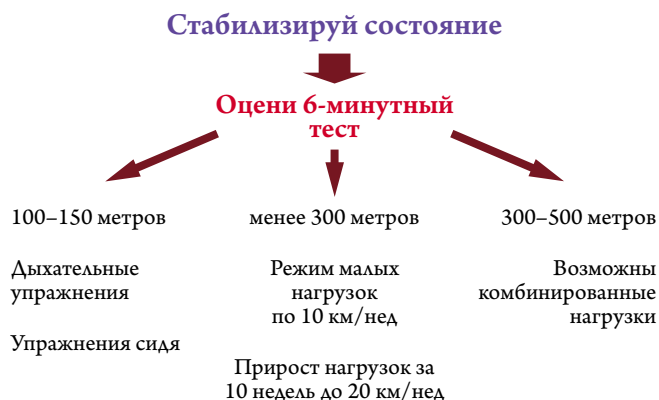 Стабилизируй состояние
Оцени 6-минутный
тест
100–150 метров
Дыхательные
упражнения
Упражнения сидя
менее 300 метров
Режим малых
нагрузок
по 10 км/нед
Прирост нагрузок за
10 недель до 20 км/нед
300–500 метров
Возможны
комбинированные
нагрузки